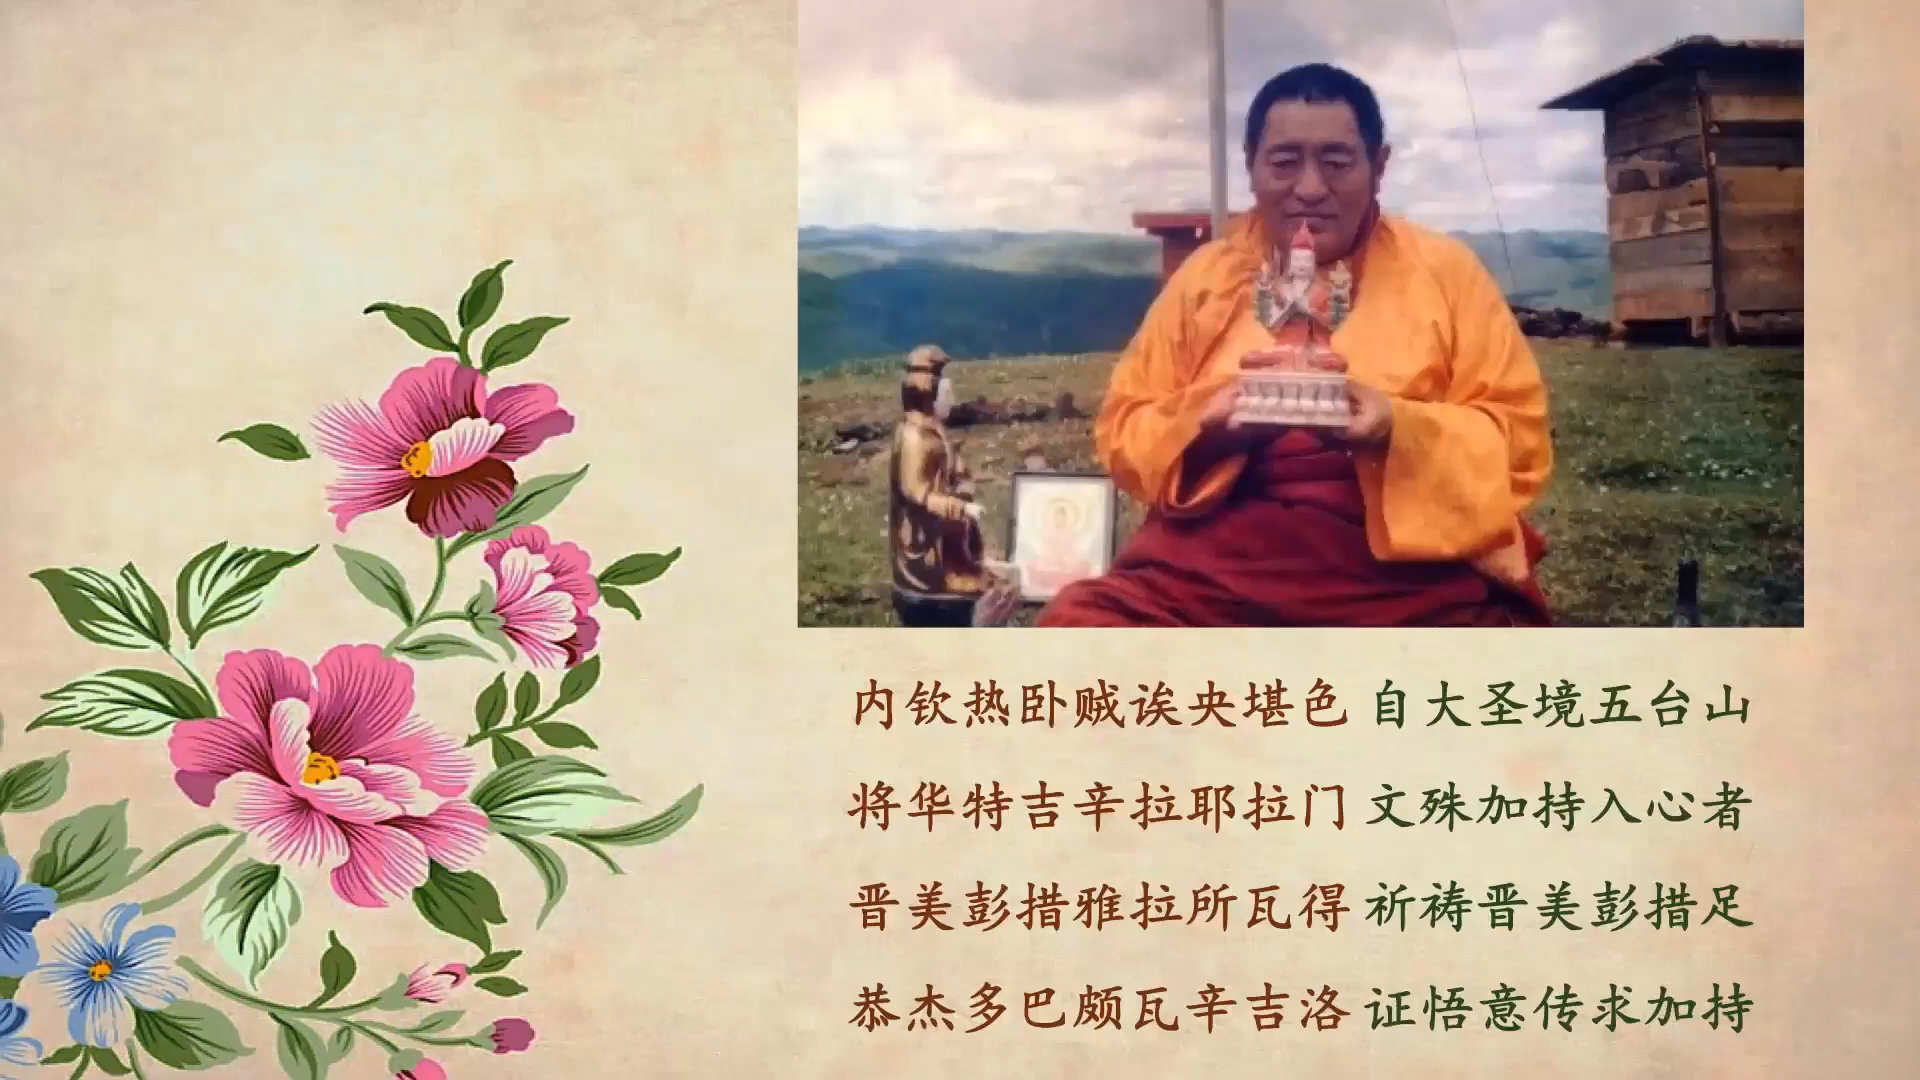 内钦热卧贼诶央堪色 自大圣境五台山
将华特吉辛拉耶拉门 文殊加持入心者
晋美彭措雅拉所瓦得 祈祷晋美彭措足
恭杰多巴颇瓦辛吉洛 证悟意传求加持